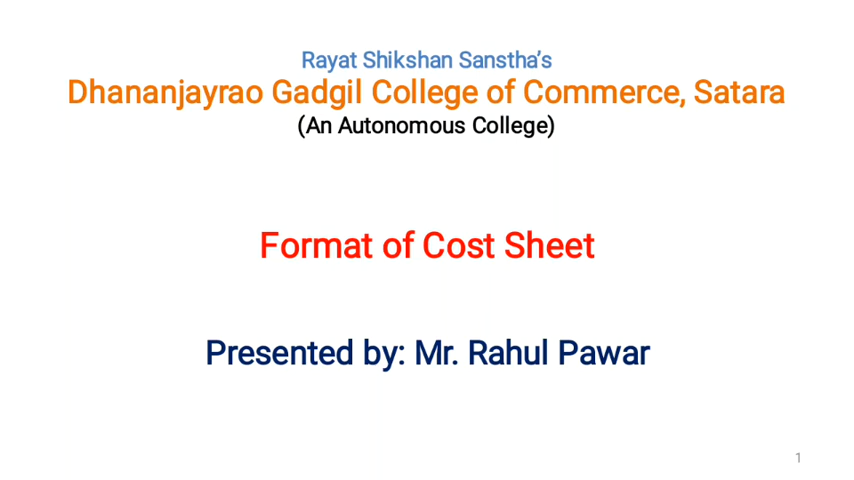 Rayat Shikshan Sanstha's
Dhananjayrao Gadgil College of Commerce, Satara
(An Autonomous College)
Format of Cost Sheet
Presented by: Mr. Rahul Pawar
1